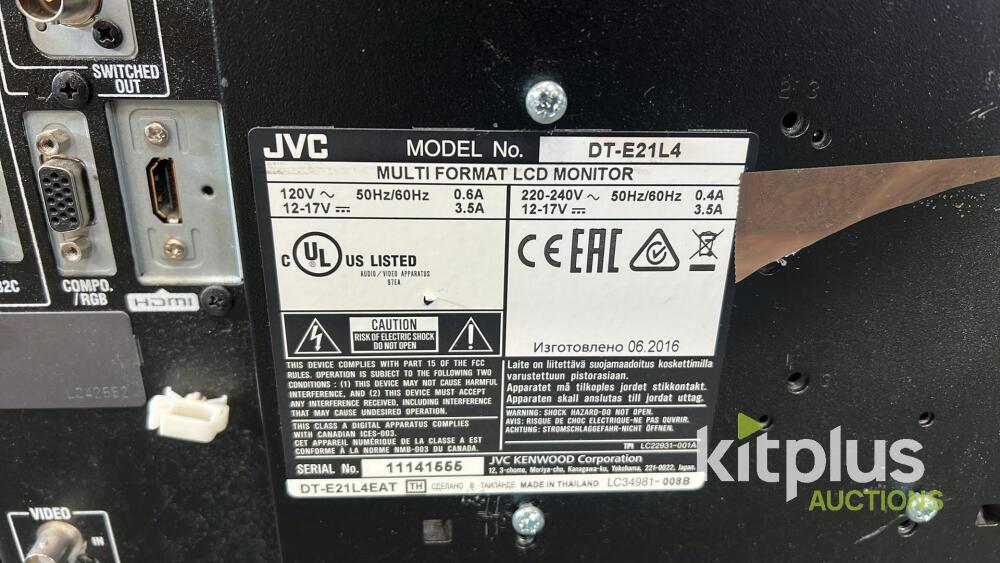 SWITCHED
OUT
COMPO.
/RGB
HDMI
32C
LC42552
VIDEO
IN
2 3
JVC MODEL No. DT-E21L4
MULTI FORMAT LCD MONITOR
120V ~ 50Hz/60Hz 0.6A
12-17V ⎓ 3.5A
220-240V ~ 50Hz/60Hz 0.4A
12-17V ⎓ 3.5A
C UL US LISTED
AUDIO/VIDEO APPARATUS
97EA
CE EAC
Изготовлено 06.2016
CAUTION
RISK OF ELECTRIC SHOCK
DO NOT OPEN
THIS DEVICE COMPLIES WITH PART 15 OF THE FCC
RULES. OPERATION IS SUBJECT TO THE FOLLOWING TWO
CONDITIONS : (1) THIS DEVICE MAY NOT CAUSE HARMFUL
INTERFERENCE, AND (2) THIS DEVICE MUST ACCEPT
ANY INTERFERENCE RECEIVED, INCLUDING INTERFERENCE
THAT MAY CAUSE UNDESIRED OPERATION.
THIS CLASS A DIGITAL APPARATUS COMPLIES
WITH CANADIAN ICES-003.
CET APPAREIL NUMÉRIQUE DE LA CLASSE A EST
CONFORME À LA NORME NMB-003 DU CANADA.
Laite on liitettävä suojamaadoitus koskettimilla
varustettuun pistorasiaan.
Apparatet må tilkoples jordet stikkontakt.
Apparaten skall anslutas till jordat uttag.
WARNING: SHOCK HAZARD-DO NOT OPEN.
AVIS: RISQUE DE CHOC ELECTRIQUE-NE PAS OUVRIR.
ACHTUNG: STROMSCHLAGGEFAHR-NICHT ÖFFNEN.
TPI LC22931-001A
SERIAL No. 11141555
JVC KENWOOD Corporation
12, 3-chome, Moriya-cho, Kanagawa-ku, Yokohama, 221-0022, Japan.
DT-E21L4EAT TH СДЕЛАНО В ТАИЛАНДЕ MADE IN THAILAND LC34981-008B
kitplus
AUCTIONS